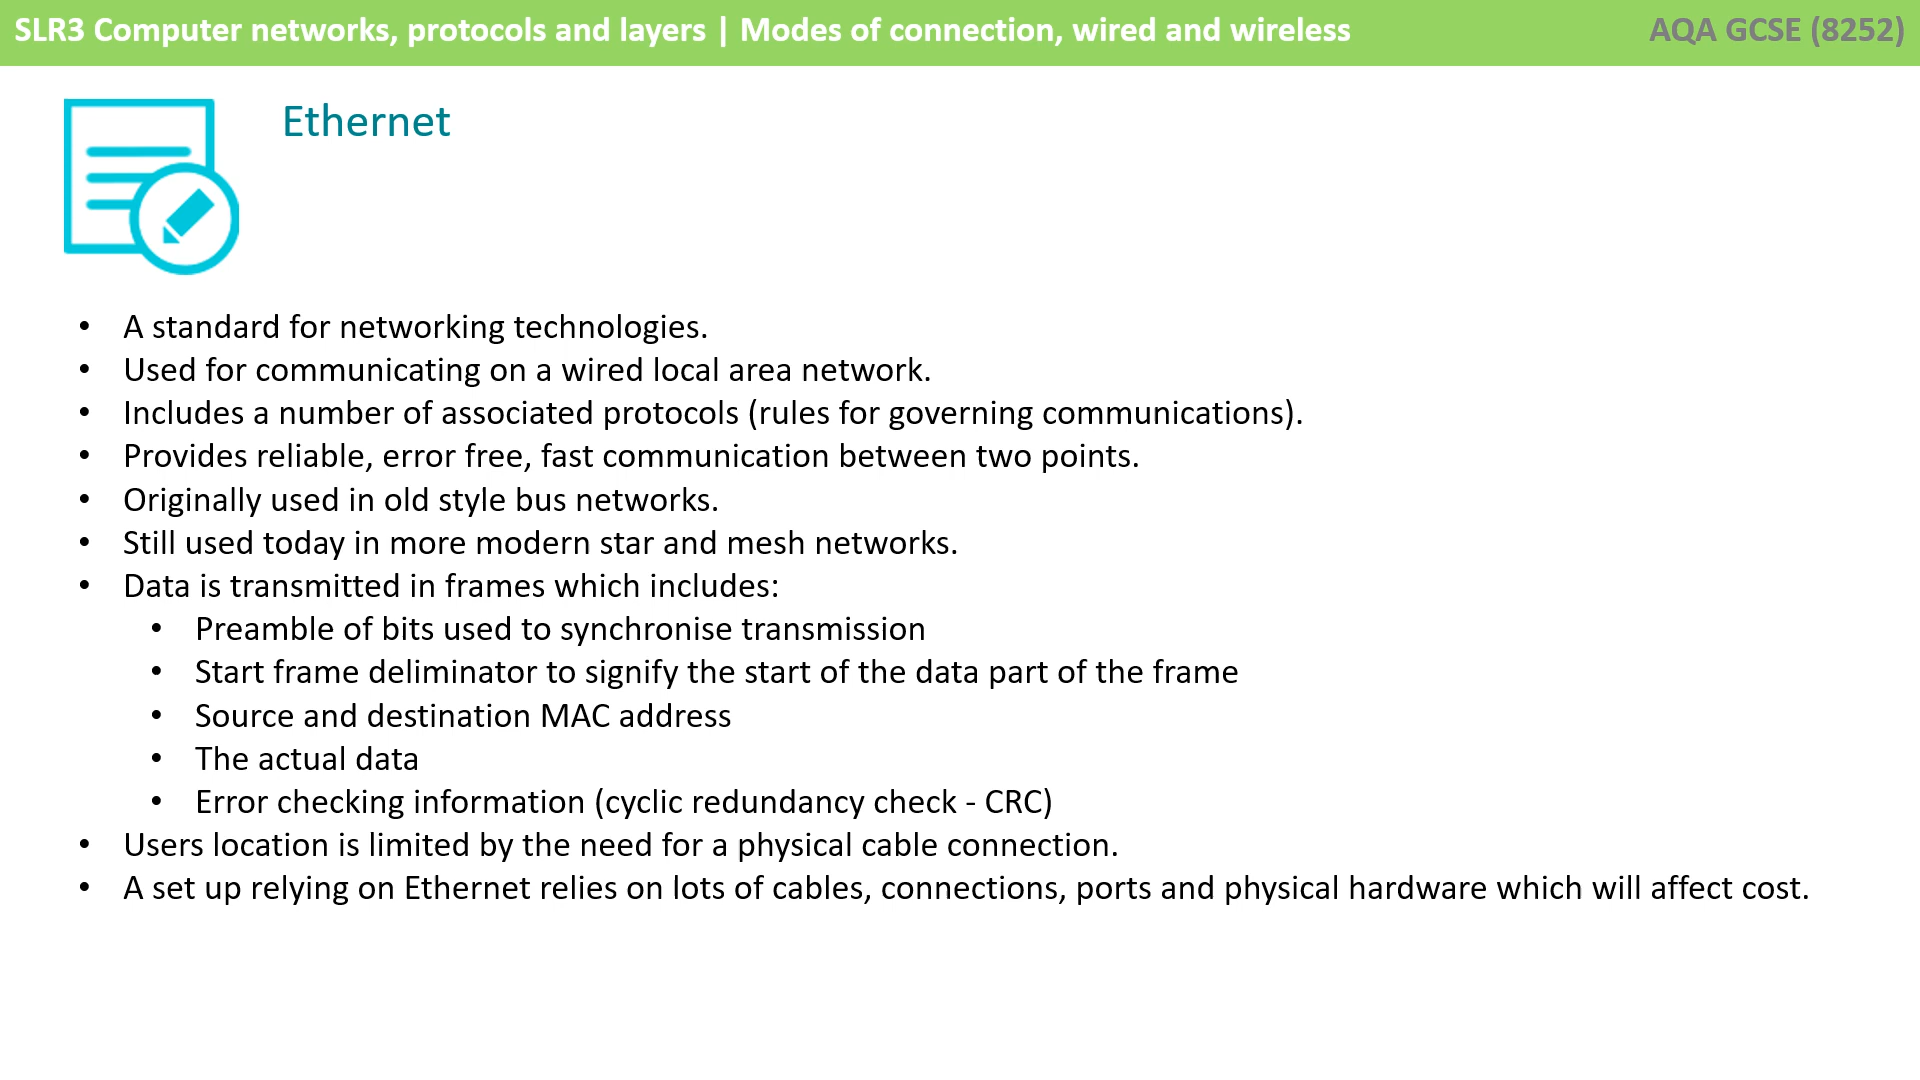 SLR3 Computer networks, protocols and layers | Modes of connection, wired and wireless
AQA GCSE (8252)
Ethernet
• A standard for networking technologies.
• Used for communicating on a wired local area network.
• Includes a number of associated protocols (rules for governing communications).
• Provides reliable, error free, fast communication between two points.
• Originally used in old style bus networks.
• Still used today in more modern star and mesh networks.
• Data is transmitted in frames which includes:
• Preamble of bits used to synchronise transmission
• Start frame deliminator to signify the start of the data part of the frame
• Source and destination MAC address
• The actual data
• Error checking information (cyclic redundancy check - CRC)
• Users location is limited by the need for a physical cable connection.
• A set up relying on Ethernet relies on lots of cables, connections, ports and physical hardware which will affect cost.